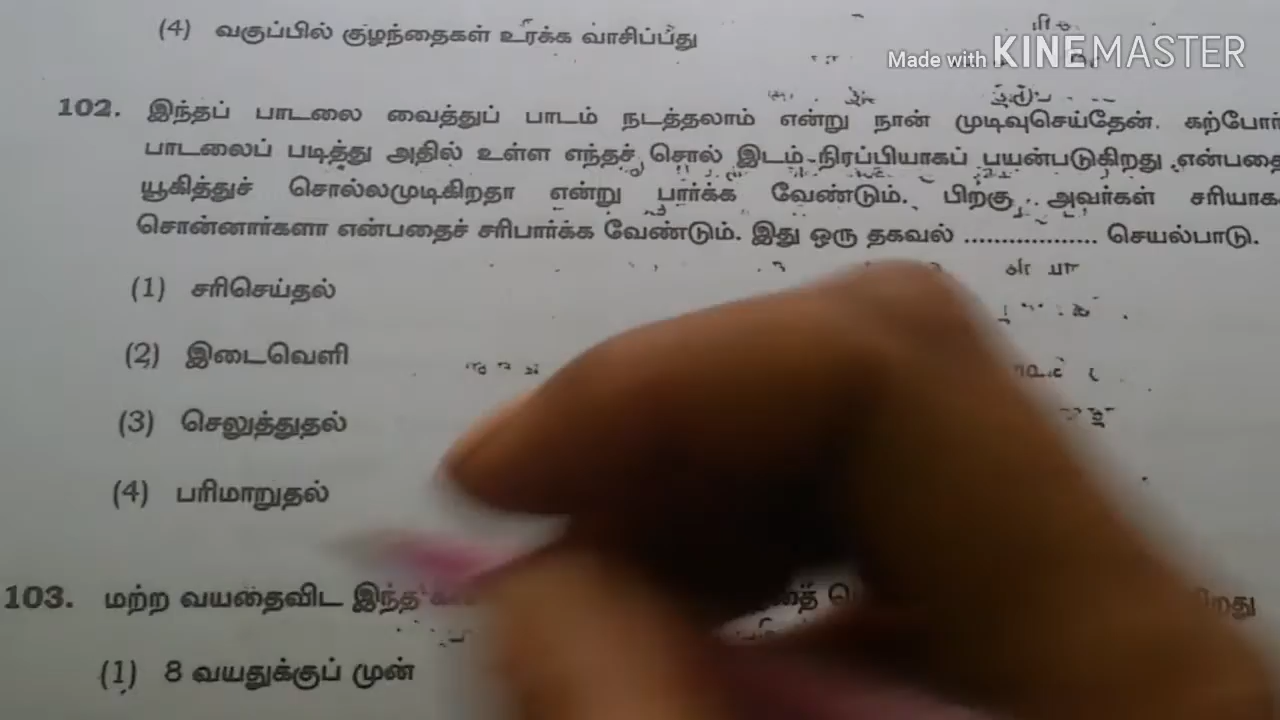 (4) வகுப்பில் குழந்தைகள் உரக்க வாசிப்பது
Made with KINEMASTER
102. இந்தப் பாடலை வைத்துப் பாடம் நடத்தலாம் என்று நான் முடிவுசெய்தேன். கற்போர்
பாடலைப் படித்து அதில் உள்ள எந்தச் சொல் இடம் நிரப்பியாகப் பயன்படுகிறது என்பதை
யூகித்துச் சொல்லமுடிகிறதா என்று பார்க்க வேண்டும். பிறகு அவர்கள் சரியாக
சொன்னார்களா என்பதைச் சரிபார்க்க வேண்டும். இது ஒரு தகவல் .................. செயல்பாடு.
(1) சரிசெய்தல்
(2) இடைவெளி
(3) செலுத்துதல்
(4) பரிமாறுதல்
103. மற்ற வயதைவிட இந்த
(1) 8 வயதுக்குப் முன்